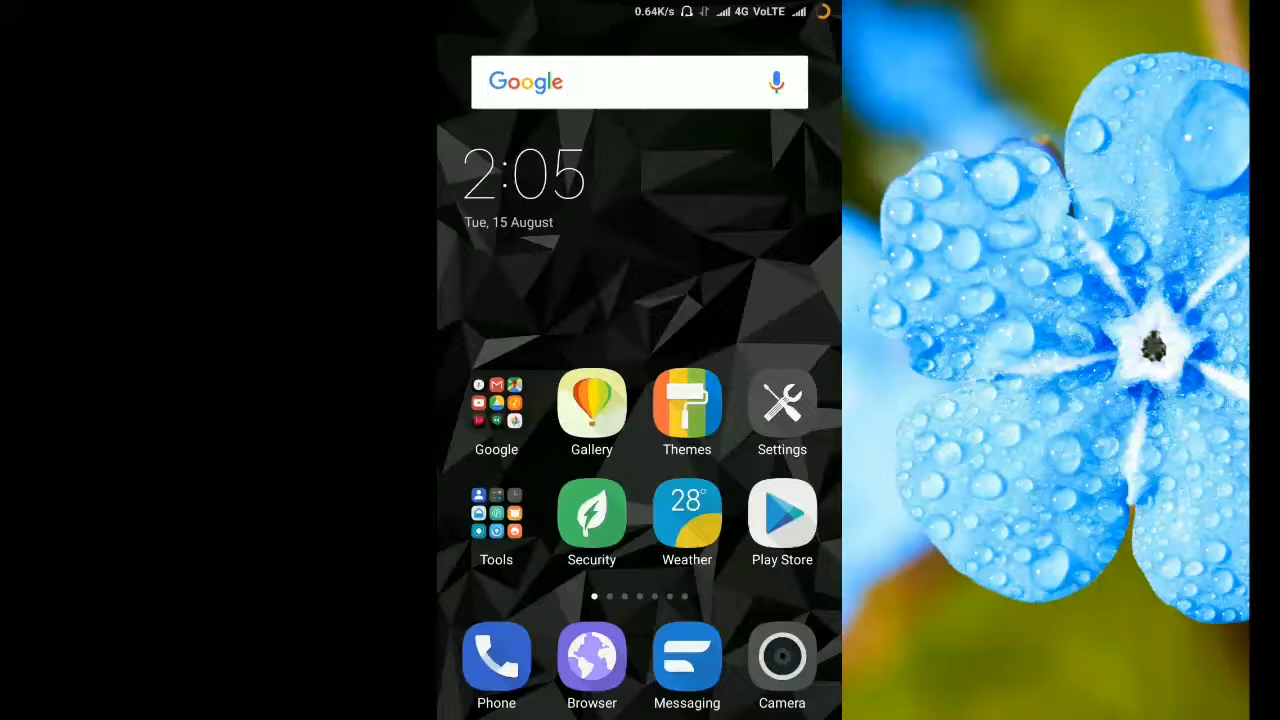 0.64K/s 4G VoLTE
Google
2:05
Tue, 15 August
Google Gallery Themes Settings
28°
Tools Security Weather Play Store
Phone Browser Messaging Camera